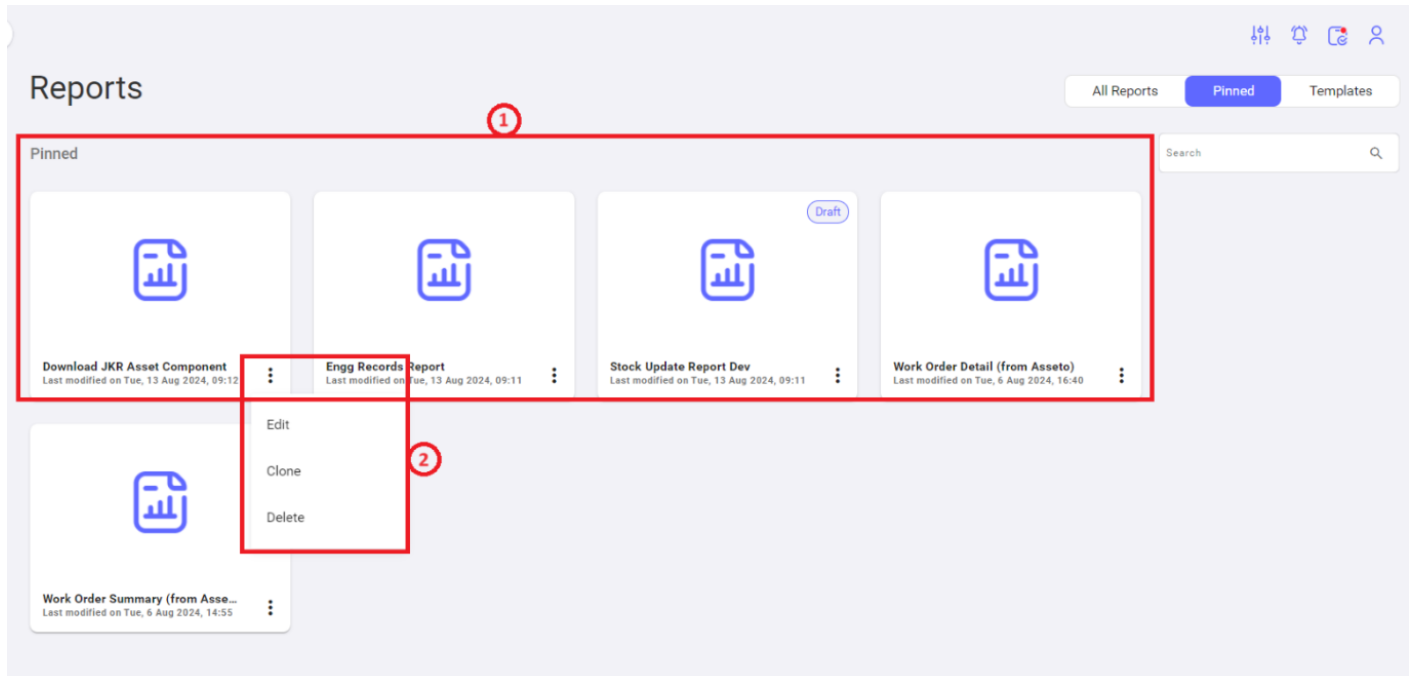 Reports
All Reports Pinned Templates
1
Pinned
Search
Draft
Download JKR Asset Component
Last modified on Tue, 13 Aug 2024, 09:12
Engg Records Report
Last modified on Tue, 13 Aug 2024, 09:11
Stock Update Report Dev
Last modified on Tue, 13 Aug 2024, 09:11
Work Order Detail (from Asseto)
Last modified on Tue, 6 Aug 2024, 16:40
Edit
Clone
Delete
2
Work Order Summary (from Asse...
Last modified on Tue, 6 Aug 2024, 14:55